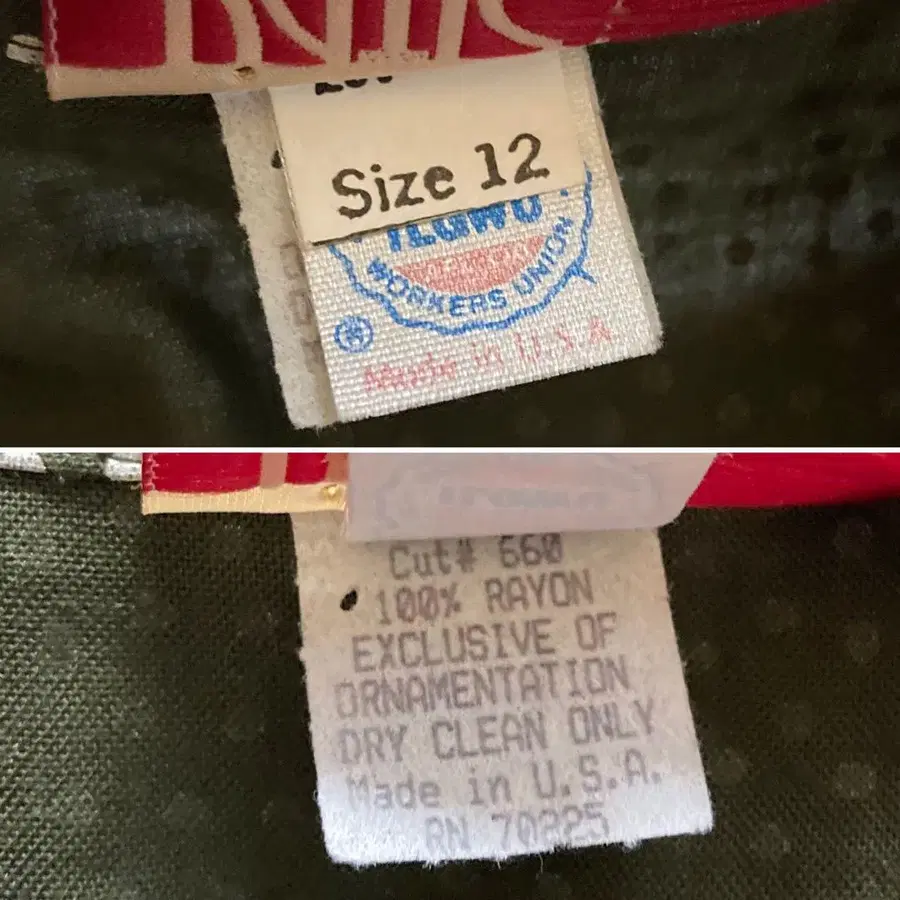 Size 12
ILGWU
WORKERS UNION
®
Made in U.S.A
Cut# 660
100% RAYON
EXCLUSIVE OF
ORNAMENTATION
DRY CLEAN ONLY
Made in U.S.A.
RN 70225